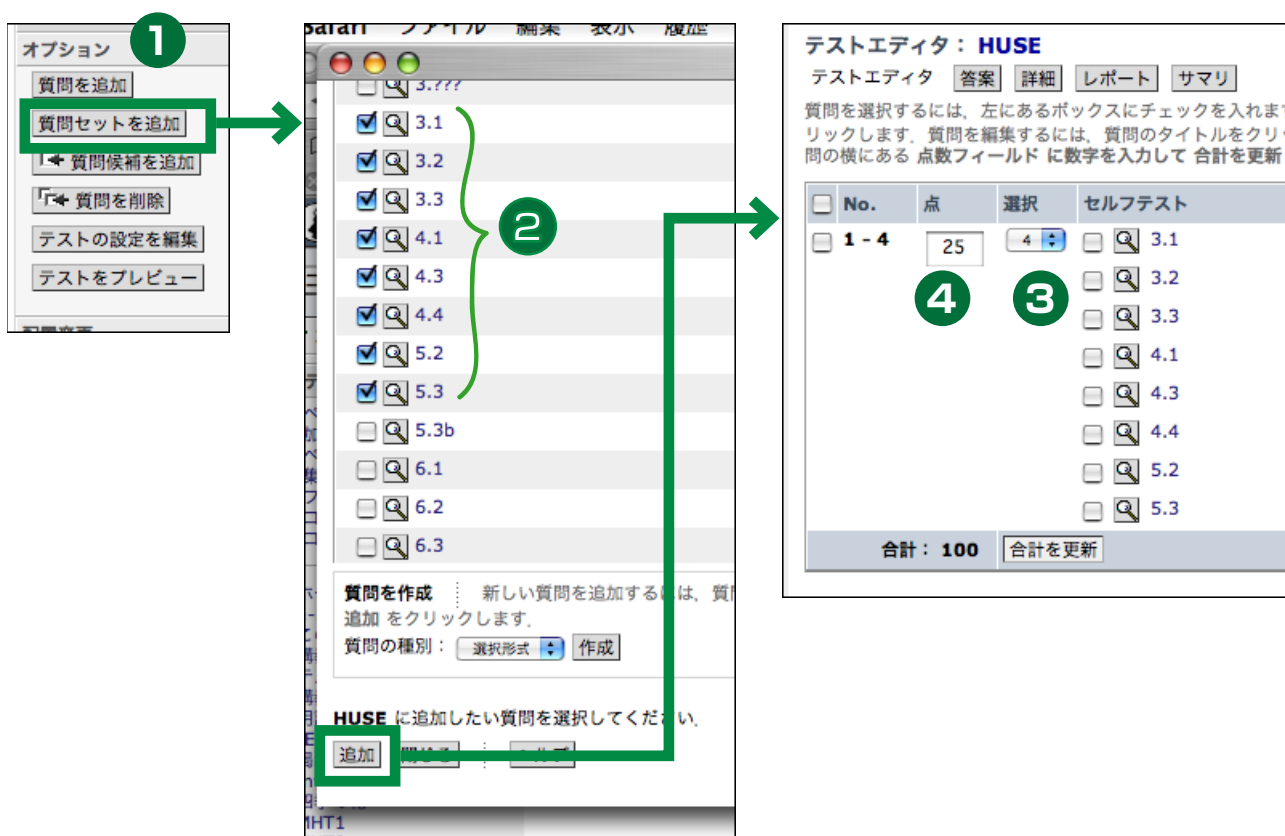 1
オプション
質問を追加
質問セットを追加
質問候補を追加
質問を削除
テストの設定を編集
テストをプレビュー
Safari ファイル 編集 表示 履歴
3.???
3.1
3.2
3.3
4.1
4.3
4.4
5.2
5.3
5.3b
6.1
6.2
6.3
2
質問を作成 新しい質問を追加するには，質
追加 をクリックします．
質問の種別： 選択形式 作成
HUSE に追加したい質問を選択してください．
追加 閉じる ヘルプ
MHT1
テストエディタ： HUSE
テストエディタ 答案 詳細 レポート サマリ
質問を選択するには，左にあるボックスにチェックを入れま
リックします．質問を編集するには，質問のタイトルをクリ
問の横にある 点数フィールド に数字を入力して 合計を更新
No. 点 選択 セルフテスト
1 - 4 25 4 3.1
4 3
3.2
3.3
4.1
4.3
4.4
5.2
5.3
合計： 100 合計を更新